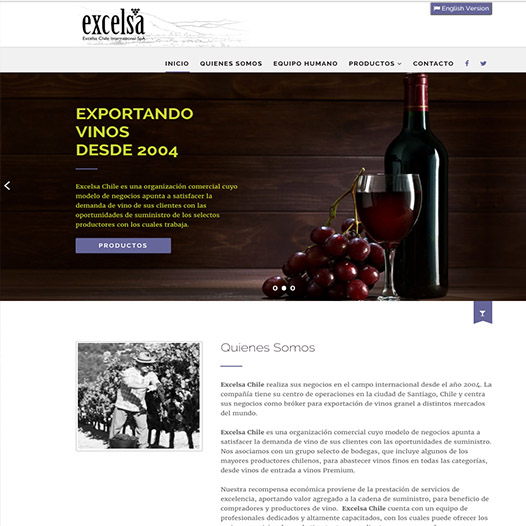 excelsa
Excelsa Chile Internacional SpA
English Version
INICIO QUIENES SOMOS EQUIPO HUMANO PRODUCTOS CONTACTO
EXPORTANDO
VINOS
DESDE 2004
Excelsa Chile es una organización comercial cuyo
modelo de negocios apunta a satisfacer la
demanda de vino de sus clientes con las
oportunidades de suministro de los selectos
productores con los cuales trabaja.
PRODUCTOS
Quienes Somos
Excelsa Chile realiza sus negocios en el campo internacional desde el año 2004. La
compañía tiene su centro de operaciones en la ciudad de Santiago, Chile y centra
sus negocios como bróker para exportación de vinos granel a distintos mercados
del mundo.
Excelsa Chile es una organización comercial cuyo modelo de negocios apunta a
satisfacer la demanda de vino de sus clientes con las oportunidades de suministro.
Nos asociamos con un grupo selecto de bodegas, que incluye algunos de los
mayores productores chilenos, para abastecer vinos finos en todas las categorías,
desde vinos de entrada a vinos Premium.
Nuestra recompensa económica proviene de la prestación de servicios de
excelencia, aportando valor agregado a la cadena de suministro, para beneficio de
compradores y productores de vino. Excelsa Chile cuenta con un equipo de
profesionales dedicados y altamente capacitados, con los cuales puede ofrecer los